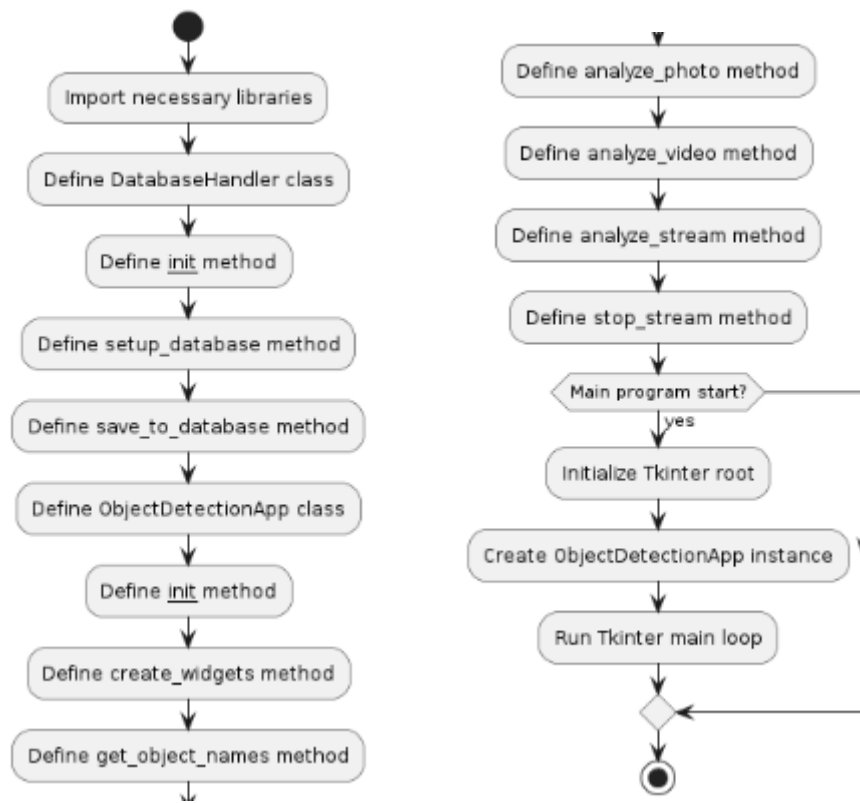 Import necessary libraries
Define DatabaseHandler class
Define init method
Define setup_database method
Define save_to_database method
Define ObjectDetectionApp class
Define init method
Define create_widgets method
Define get_object_names method
Define analyze_photo method
Define analyze_video method
Define analyze_stream method
Define stop_stream method
Main program start?
yes
Initialize Tkinter root
Create ObjectDetectionApp instance
Run Tkinter main loop